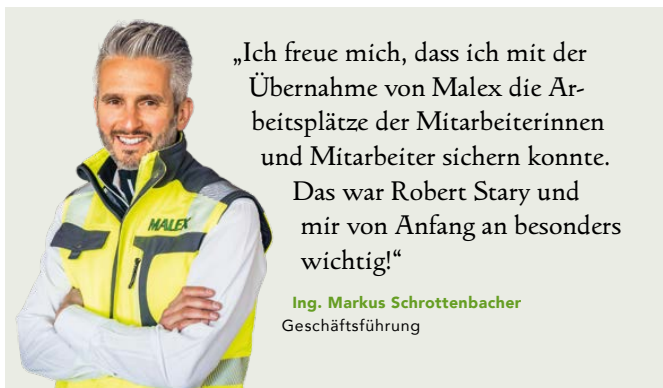 „Ich freue mich, dass ich mit der
Übernahme von Malex die Ar-
beitsplätze der Mitarbeiterinnen
und Mitarbeiter sichern konnte.
Das war Robert Stary und
mir von Anfang an besonders
wichtig!“
MALEX
Ing. Markus Schrottenbacher
Geschäftsführung